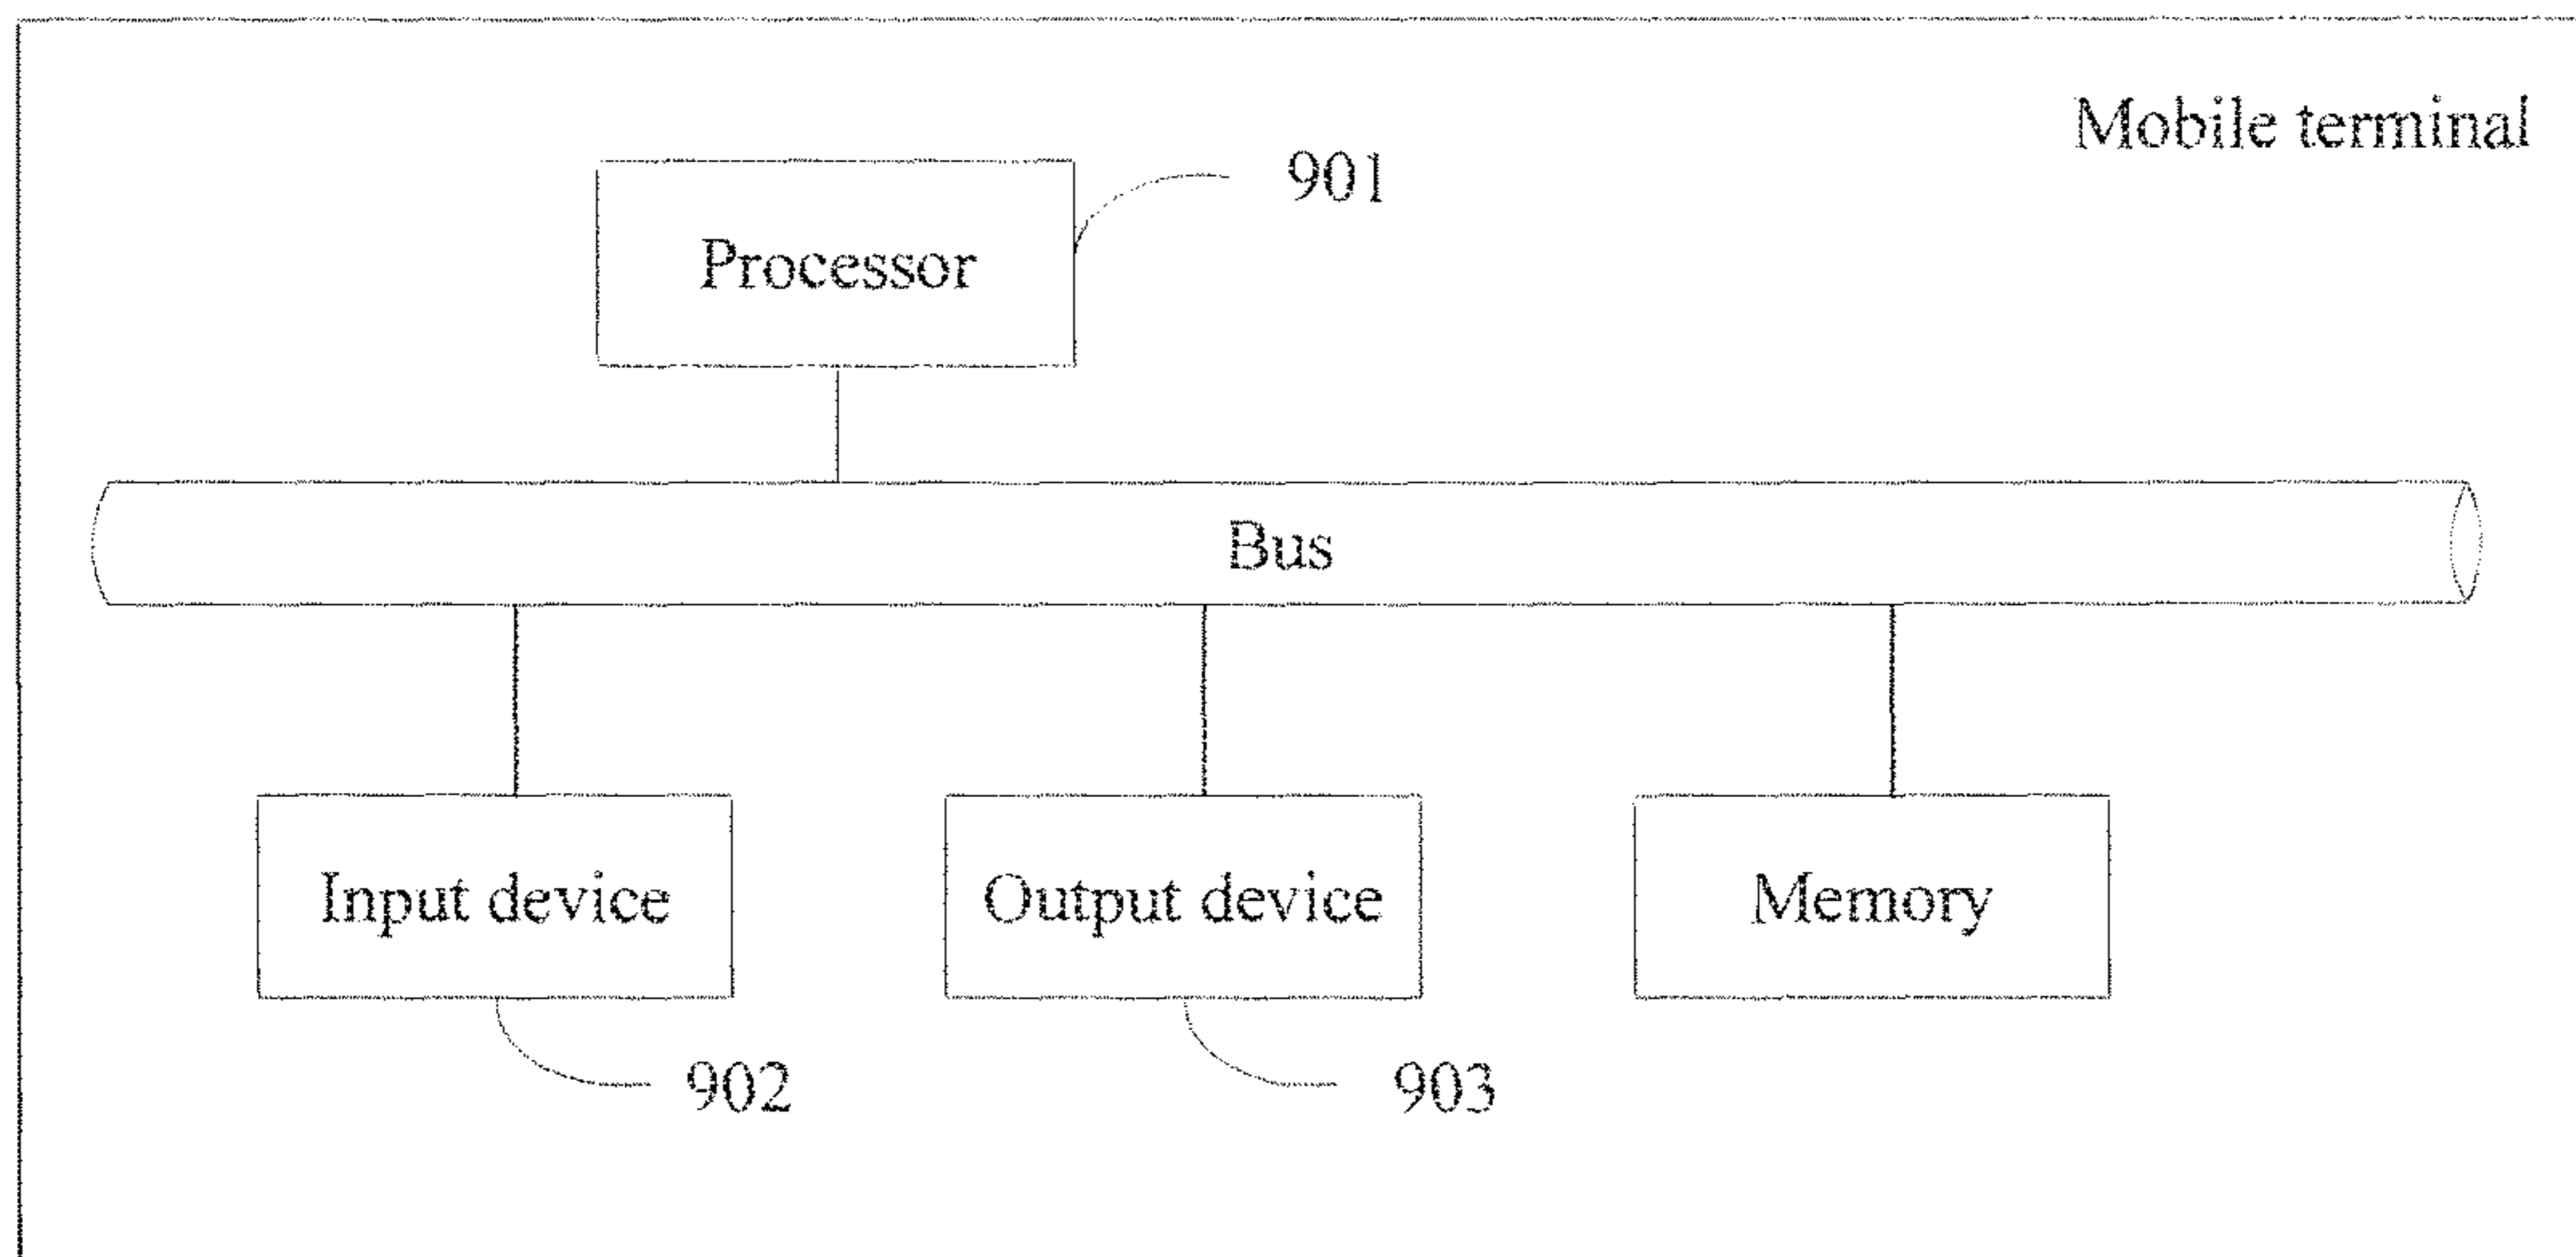 Mobile terminal
901
Processor
Bus
Input device
Output device
Memory
902
903